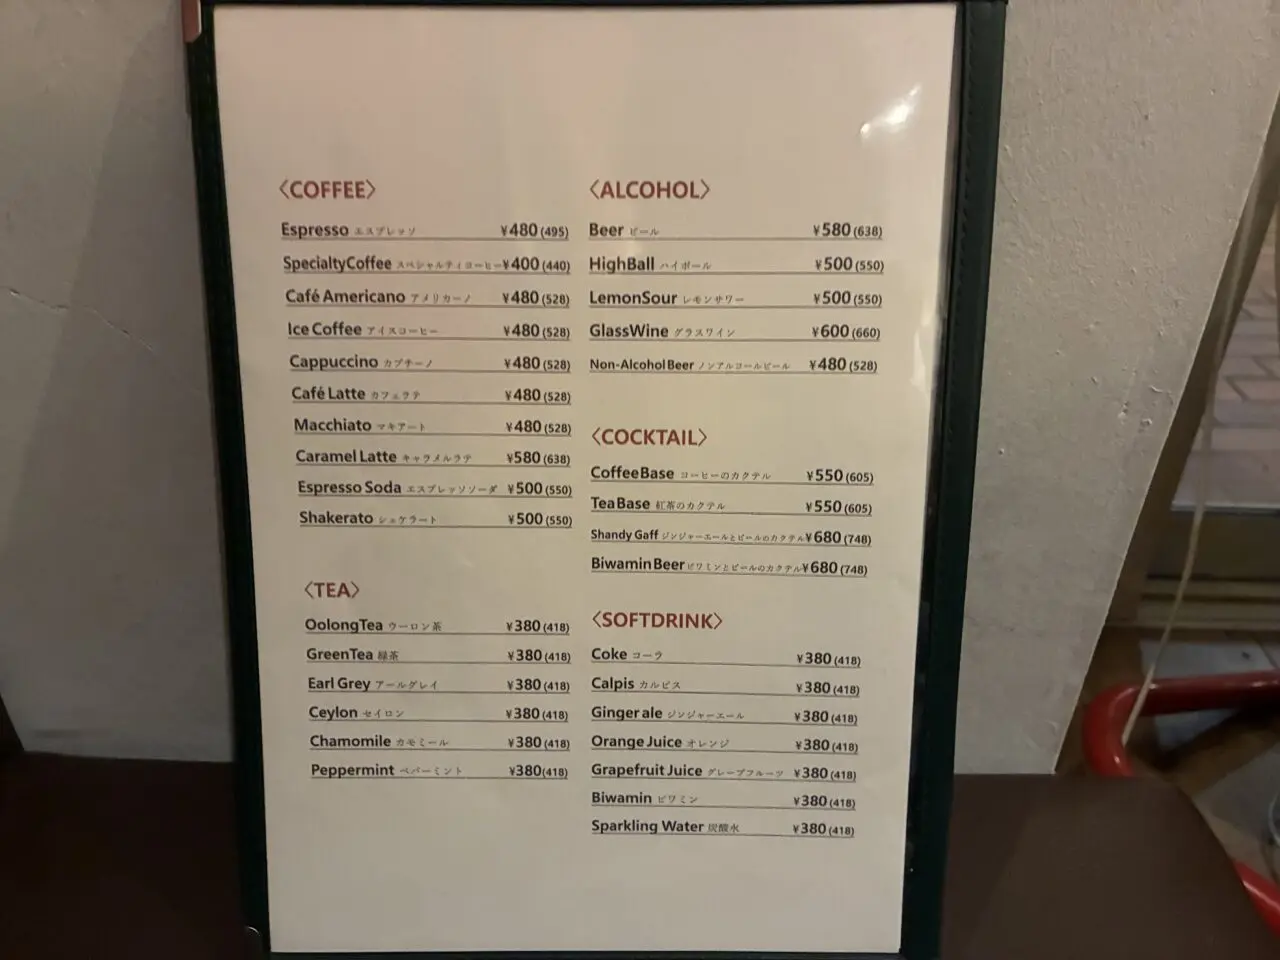 〈COFFEE〉
Espresso エスプレッソ ¥480(495)
SpecialtyCoffee スペシャルティコーヒー ¥400(440)
Café Americano アメリカーノ ¥480(528)
Ice Coffee アイスコーヒー ¥480(528)
Cappuccino カプチーノ ¥480(528)
Café Latte カフェラテ ¥480(528)
Macchiato マキアート ¥480(528)
Caramel Latte キャラメルラテ ¥580(638)
Espresso Soda エスプレッソソーダ ¥500(550)
Shakerato シェケラート ¥500(550)
〈TEA〉
OolongTea ウーロン茶 ¥380(418)
GreenTea 緑茶 ¥380(418)
Earl Grey アールグレイ ¥380(418)
Ceylon セイロン ¥380(418)
Chamomile カモミール ¥380(418)
Peppermint ペパーミント ¥380(418)
〈ALCOHOL〉
Beer ビール ¥580(638)
HighBall ハイボール ¥500(550)
LemonSour レモンサワー ¥500(550)
GlassWine グラスワイン ¥600(660)
Non-Alcohol Beer ノンアルコールビール ¥480(528)
〈COCKTAIL〉
CoffeeBase コーヒーのカクテル ¥550(605)
TeaBase 紅茶のカクテル ¥550(605)
Shandy Gaff ジンジャーエールとビールのカクテル ¥680(748)
Biwamin Beer ビワミンとビールのカクテル ¥680(748)
〈SOFTDRINK〉
Coke コーラ ¥380(418)
Calpis カルピス ¥380(418)
Ginger ale ジンジャーエール ¥380(418)
Orange Juice オレンジ ¥380(418)
Grapefruit Juice グレープフルーツ ¥380(418)
Biwamin ビワミン ¥380(418)
Sparkling Water 炭酸水 ¥380(418)